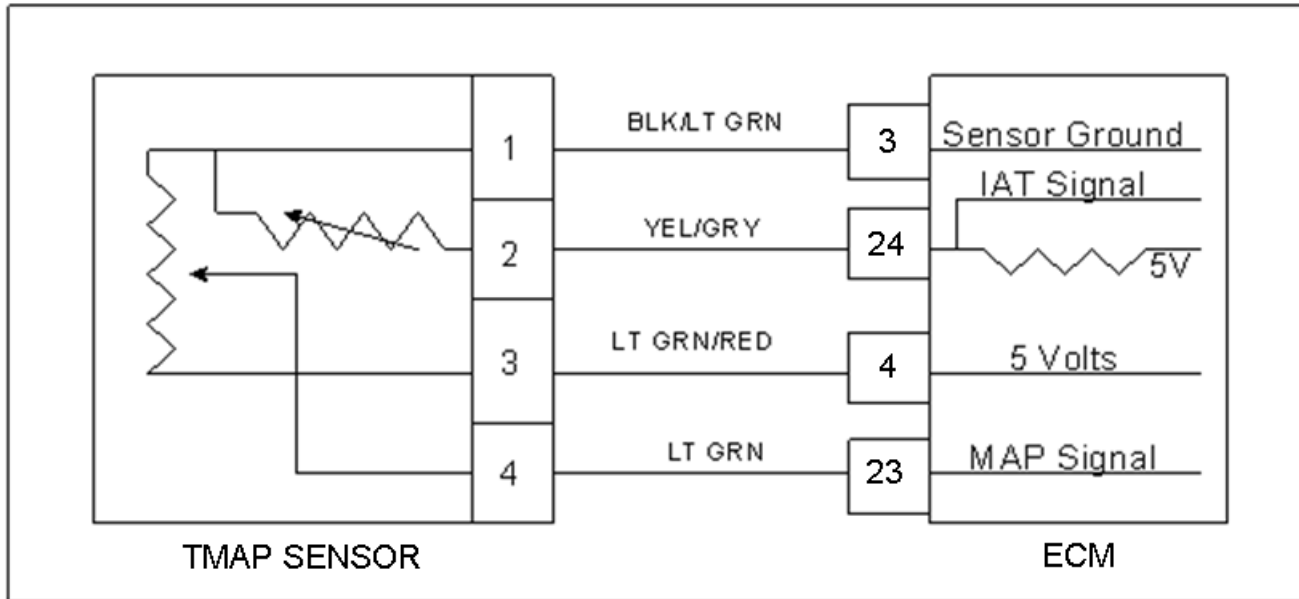 1 BLK/LT GRN 3 Sensor Ground
IAT Signal
2 YEL/GRY 24 5V
3 LT GRN/RED 4 5 Volts
4 LT GRN 23 MAP Signal
TMAP SENSOR ECM